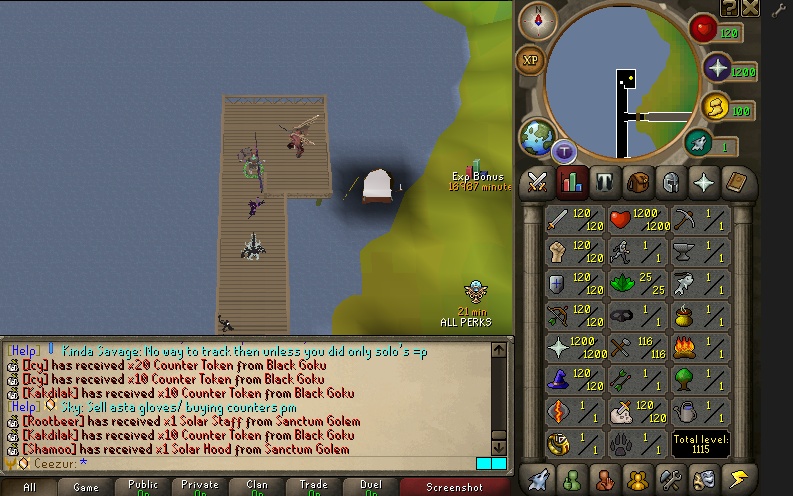 N
XP
T
?
120
1200
100
1
Exp Bonus
16987 minute
21 min
ALL PERKS
120 120
1200 1200
1 1
120 120
1 1
1 1
120 120
25 25
1 1
120 120
1 1
1 1
1200 1200
116 116
1 1
120 120
1 1
1 1
1 1
120 120
1 1
1 1
1 1
Total level:
1115
[Help] Kinda Savage: No way to track then unless you did only solo's =p
[Icy] has received x20 Counter Token from Black Goku
[Icy] has received x10 Counter Token from Black Goku
[Kakdilak] has received x10 Counter Token from Black Goku
[Help] Sky: Sell asta gloves/ buying counters pm
[Rootbeer] has received x1 Solar Staff from Sanctum Golem
[Kakdilak] has received x10 Counter Token from Black Goku
[Shamoo] has received x1 Solar Hood from Sanctum Golem
Ceezur: *
All Game Public Private Clan Trade Duel Screenshot
On On On On On